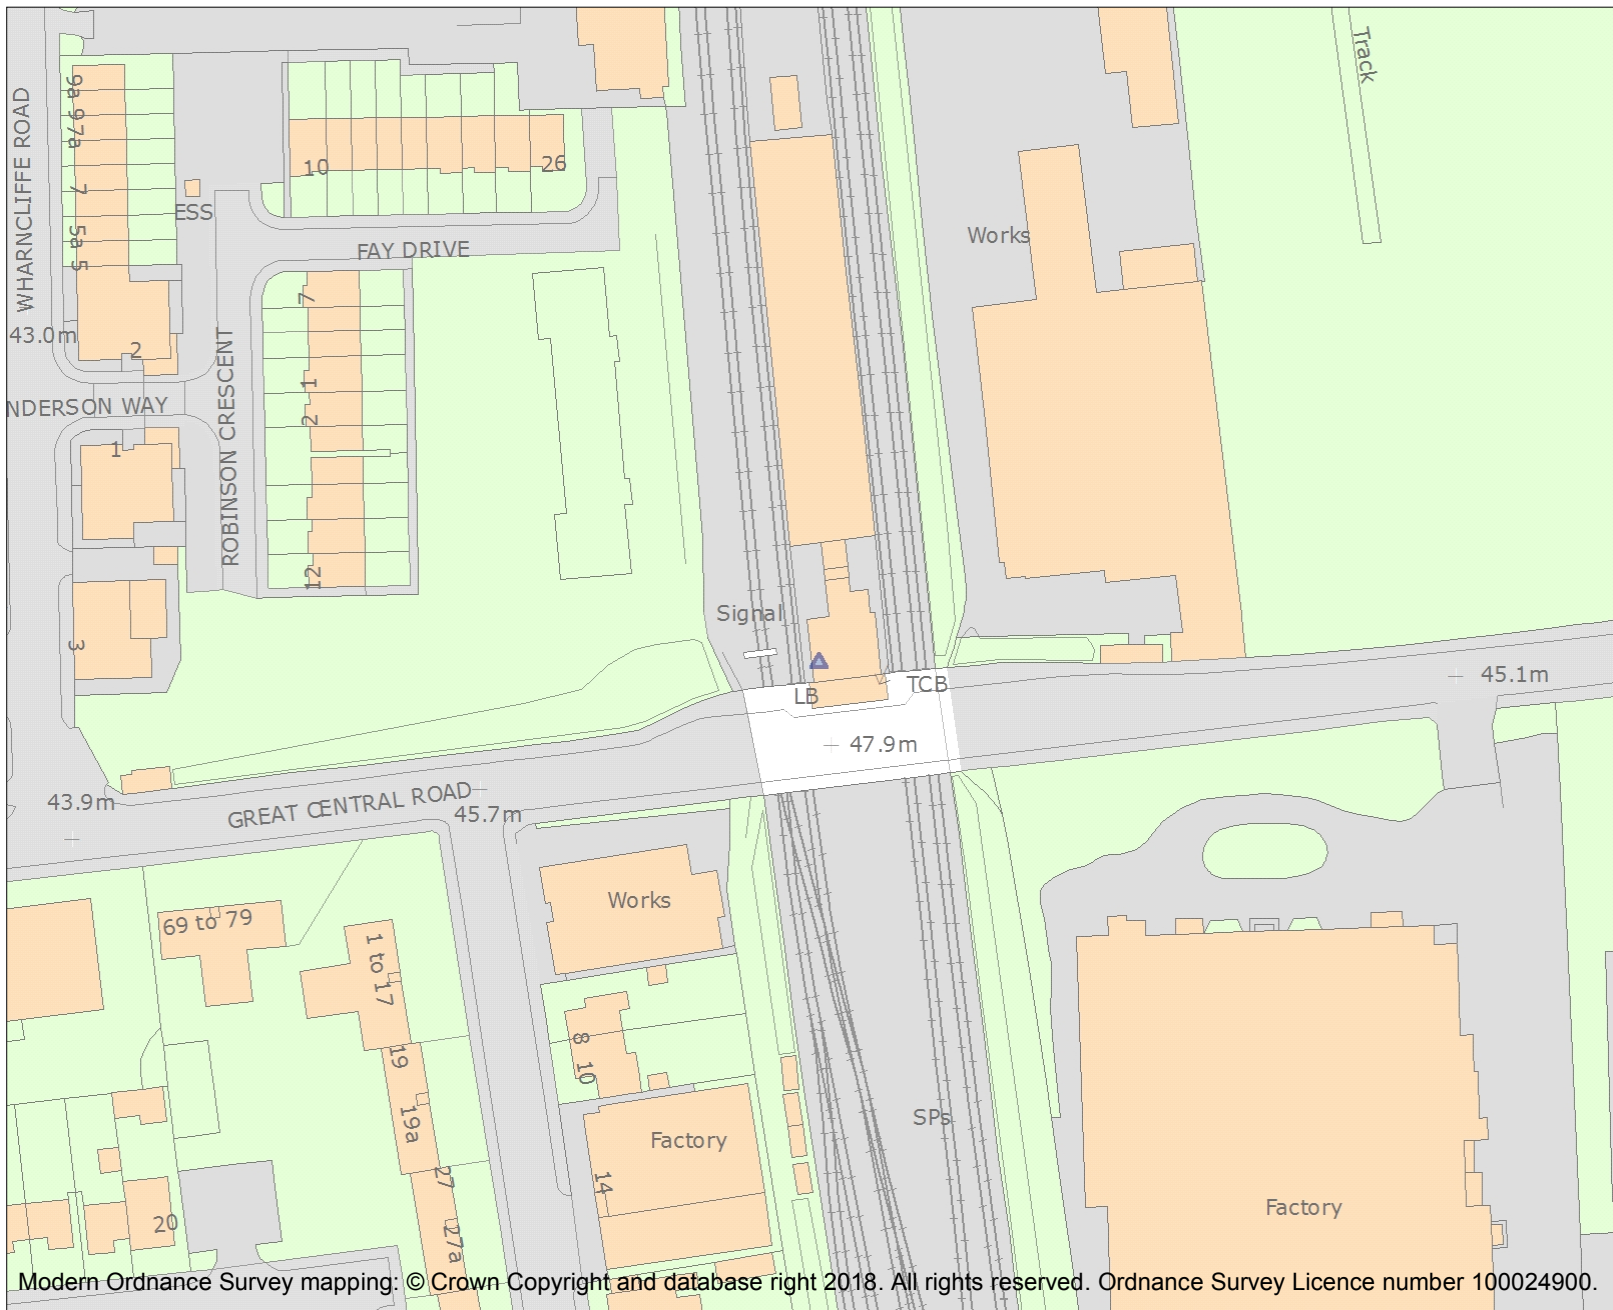 Track
WHARNCLIFFE ROAD
9a
9
7a
7
5a
5
10
26
ESS
FAY DRIVE
Works
43.0m
2
7
1
2
12
ROBINSON CRESCENT
NDERSON WAY
1
3
Signal
LB
TCB
45.1m
47.9m
43.9m
GREAT CENTRAL ROAD
45.7m
Works
69 to 79
1 to 17
19
19a
27
27a
8
10
Factory
14
SPs
20
Factory
Modern Ordnance Survey mapping: © Crown Copyright and database right 2018. All rights reserved. Ordnance Survey Licence number 100024900.